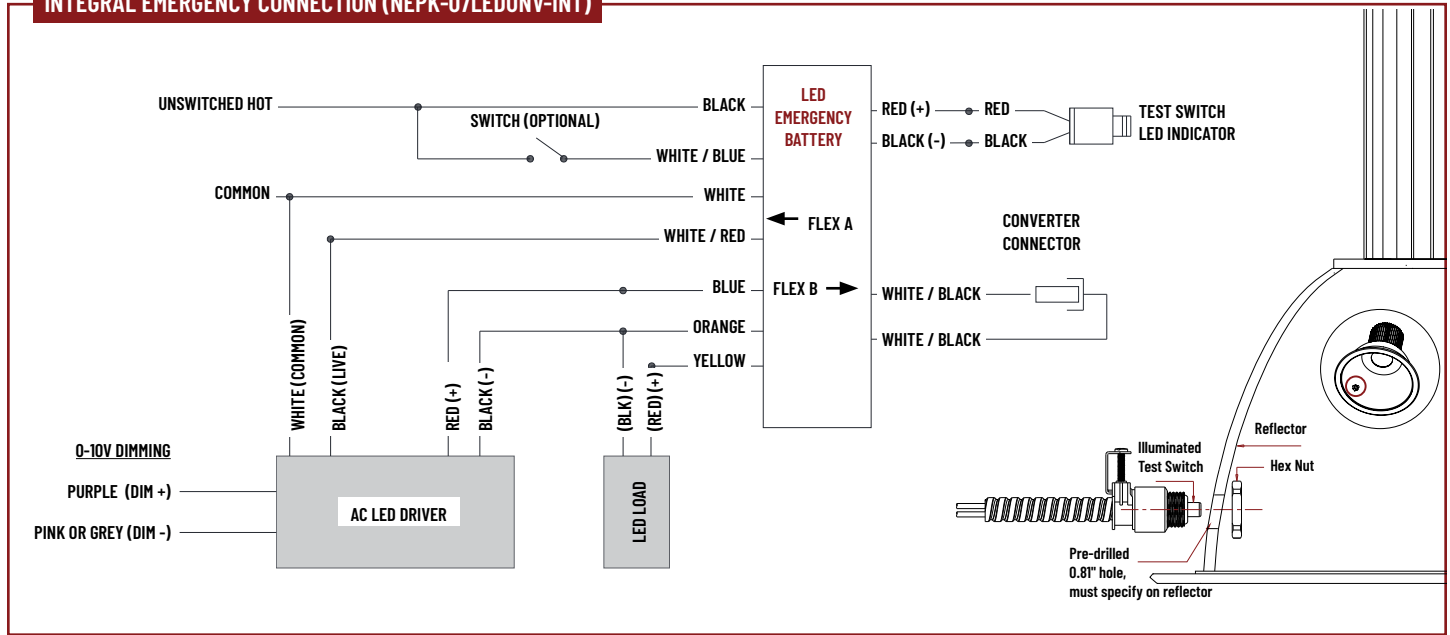 INTEGRAL EMERGENCY CONNECTION (NEPK-07LEDUNV-INT)
UNSWITCHED HOT
BLACK
SWITCH (OPTIONAL)
WHITE / BLUE
COMMON
WHITE
WHITE / RED
BLUE
ORANGE
YELLOW
LED
EMERGENCY
BATTERY
FLEX A
FLEX B
RED (+)
RED
BLACK (-)
BLACK
TEST SWITCH
LED INDICATOR
CONVERTER
CONNECTOR
WHITE / BLACK
WHITE / BLACK
WHITE (COMMON)
BLACK (LIVE)
RED (+)
BLACK (-)
(BLK) (-)
(RED) (+)
0-10V DIMMING
PURPLE (DIM +)
PINK OR GREY (DIM -)
AC LED DRIVER
LED LOAD
Illuminated
Test Switch
Reflector
Hex Nut
Pre-drilled
0.81" hole,
must specify on reflector